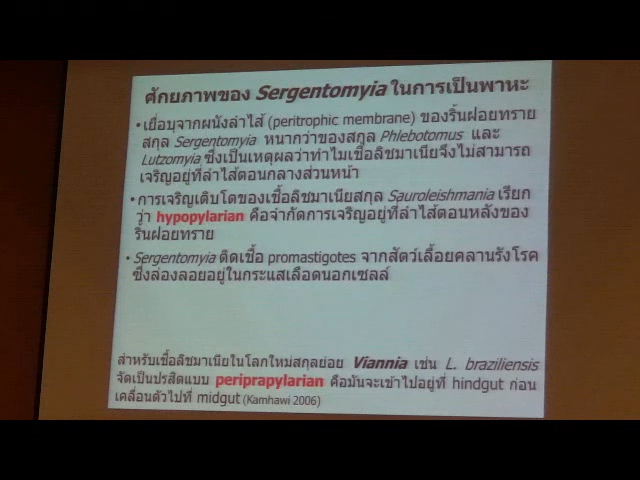 ศักยภาพของ Sergentomyia ในการเป็นพาหะ
• เยื่อบุจากผนังลำไส้ (peritrophic membrane) ของริ้นฝอยทราย
สกุล Sergentomyia หนากว่าของสกุล Phlebotomus และ
Lutzomyia ซึ่งเป็นเหตุผลว่าทำไมเชื้อลิชมาเนียจึงไม่สามารถ
เจริญอยู่ที่ลำไส้ตอนกลางส่วนหน้า
• การเจริญเติบโตของเชื้อลิชมาเนียสกุล Sauroleishmania เรียก
ว่า hypopylarian คือจำกัดการเจริญอยู่ที่ลำไส้ตอนหลังของ
ริ้นฝอยทราย
• Sergentomyia ติดเชื้อ promastigotes จากสัตว์เลื้อยคลานรังโรค
ซึ่งล่องลอยอยู่ในกระแสเลือดนอกเซลล์
สำหรับเชื้อลิชมาเนียในโลกใหม่สกุลย่อย Viannia เช่น L. braziliensis
จัดเป็นปรสิตแบบ periprapylarian คือมันจะเข้าไปอยู่ที่ hindgut ก่อน
เคลื่อนตัวไปที่ midgut (Kamhawi 2006)